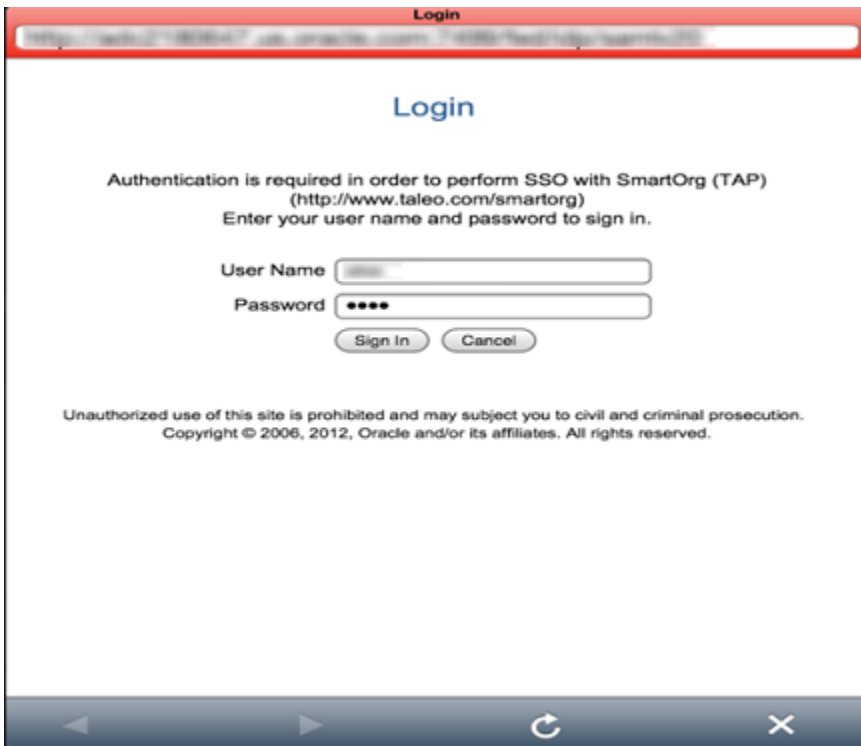 Login
Login
Authentication is required in order to perform SSO with SmartOrg (TAP)
(http://www.taleo.com/smartorg)
Enter your user name and password to sign in.
User Name
Password ••••
Sign In Cancel
Unauthorized use of this site is prohibited and may subject you to civil and criminal prosecution.
Copyright © 2006, 2012, Oracle and/or its affiliates. All rights reserved.